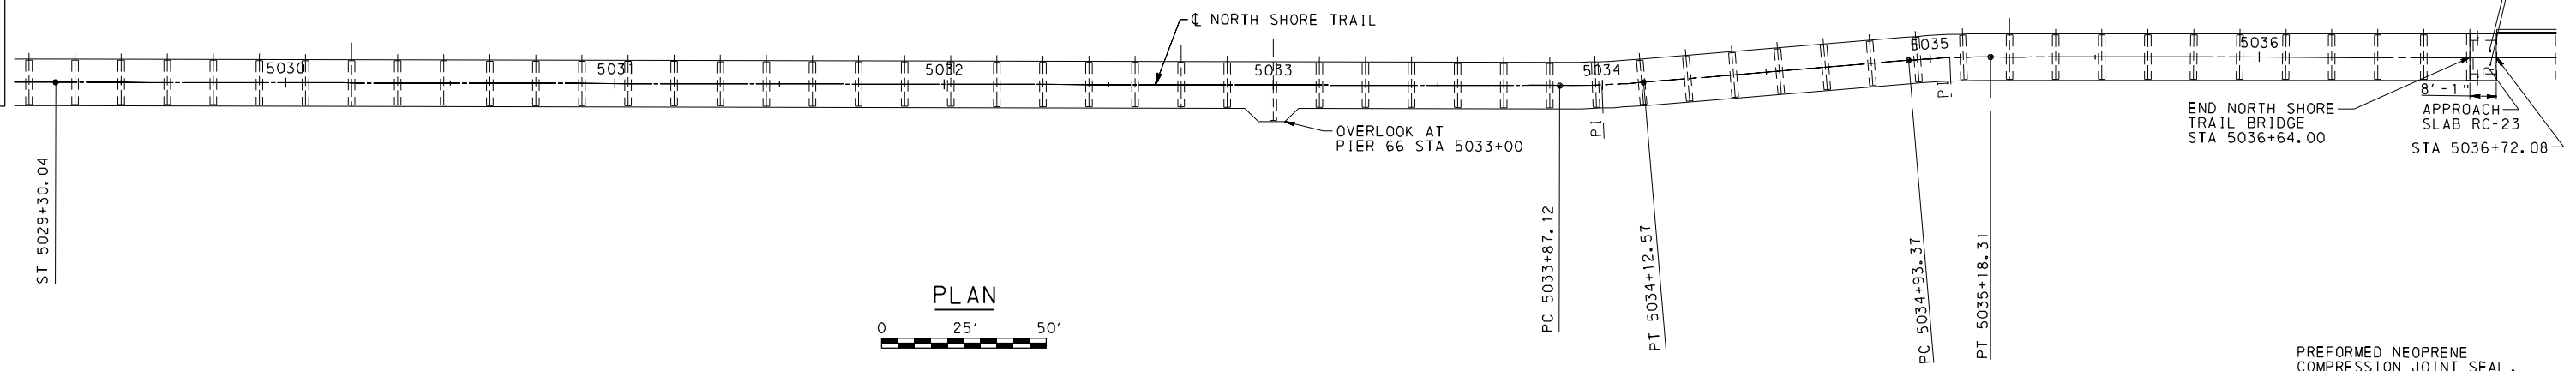 ℄ NORTH SHORE TRAIL
5030
5031
5032
5033
5034
5035
5036
OVERLOOK AT
PIER 66 STA 5033+00
PI
PI
8'-1"
END NORTH SHORE
TRAIL BRIDGE
STA 5036+64.00
APPROACH
SLAB RC-23
STA 5036+72.08
ST 5029+30.04
PC 5033+87.12
PT 5034+12.57
PC 5034+93.37
PT 5035+18.31
PLAN
0 25' 50'
PREFORMED NEOPRENE
COMPRESSION JOINT SEAL.